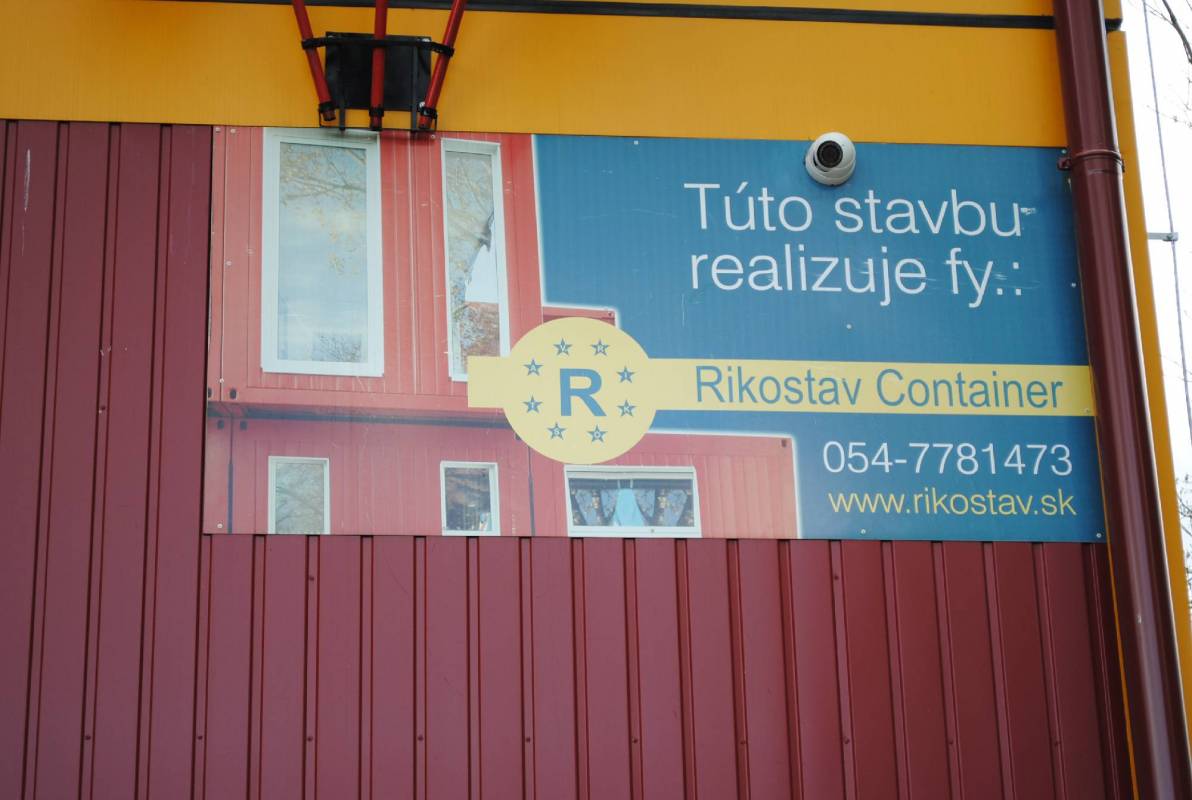 Túto stavbu
realizuje fy.:
R
Rikostav Container
054-7781473
www.rikostav.sk